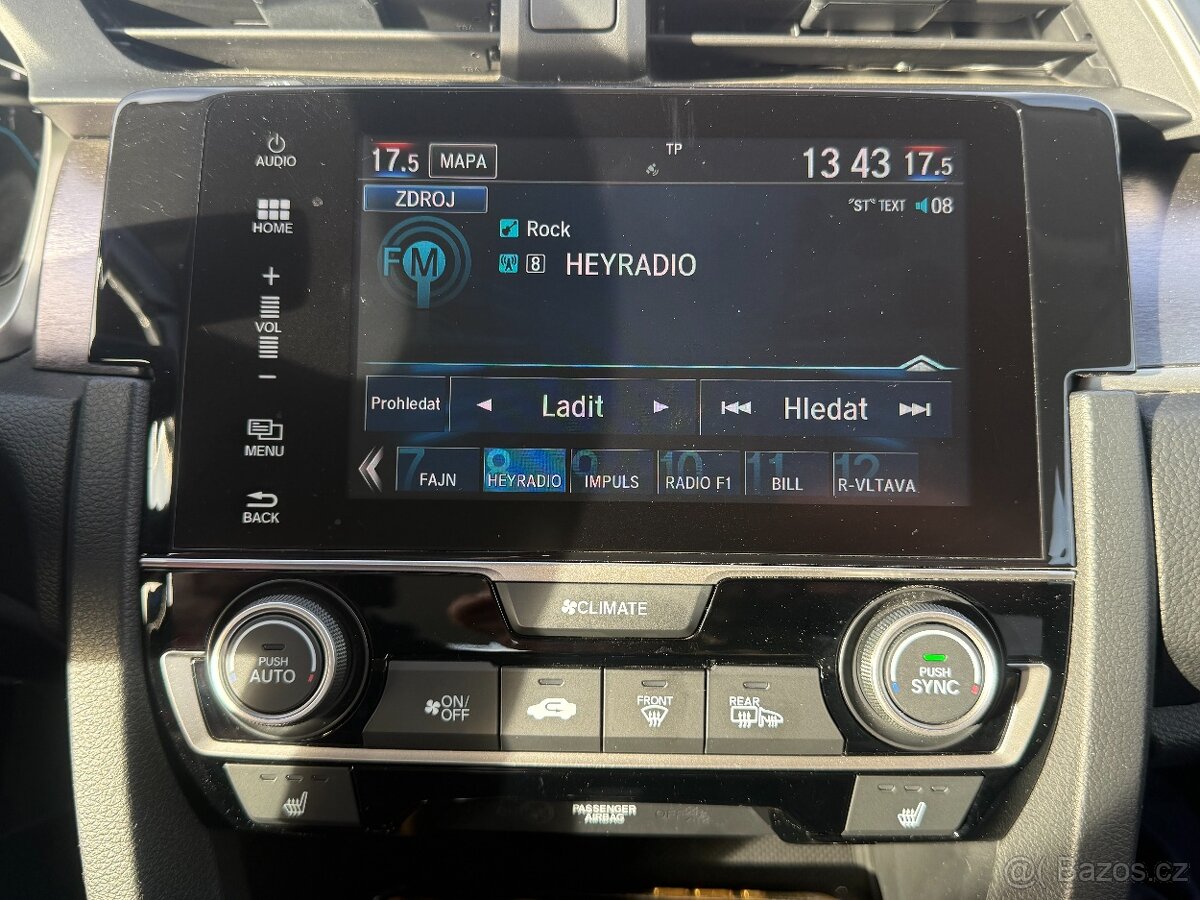 AUDIO
HOME
+
VOL
−
MENU
BACK
17.5 MAPA TP 13 43 17.5
ZDROJ "ST" TEXT 08
FM Rock
8 HEYRADIO
Prohledat Ladit Hledat
7 FAJN 8 HEYRADIO 9 IMPULS 10 RADIO F1 11 BILL 12 R-VLTAVA
CLIMATE
PUSH
AUTO
ON/
OFF
FRONT
REAR
PUSH
SYNC
PASSENGER
AIRBAG OFF
@ Bazos.cz